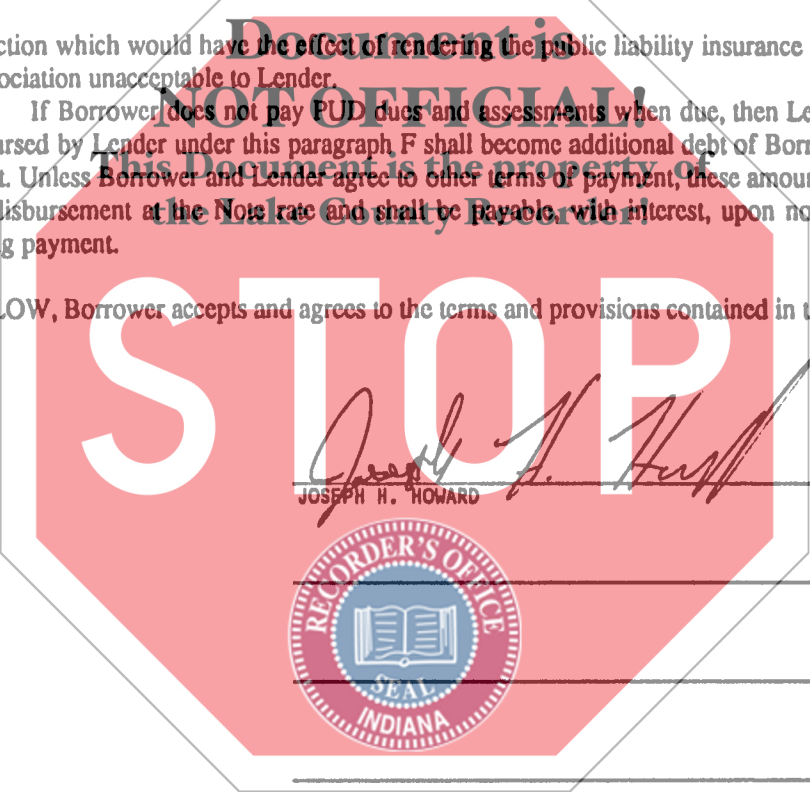 Document is
ction which would have the effect of rendering the public liability insurance
ociation unacceptable to Lender.
NOT OFFICIAL!
If Borrower does not pay PUD dues and assessments when due, then Le
ursed by Lender under this paragraph F shall become additional debt of Borr
This Document is the property of
t. Unless Borrower and Lender agree to other terms of payment, these amour
the Lake County Recorder!
disbursement at the Note rate and shall be payable, with interest, upon no
g payment.
LOW, Borrower accepts and agrees to the terms and provisions contained in t
STOP
Joseph H.
JOSEPH H. HOWARD
RECORDER'S OFFICE
SEAL
INDIANA